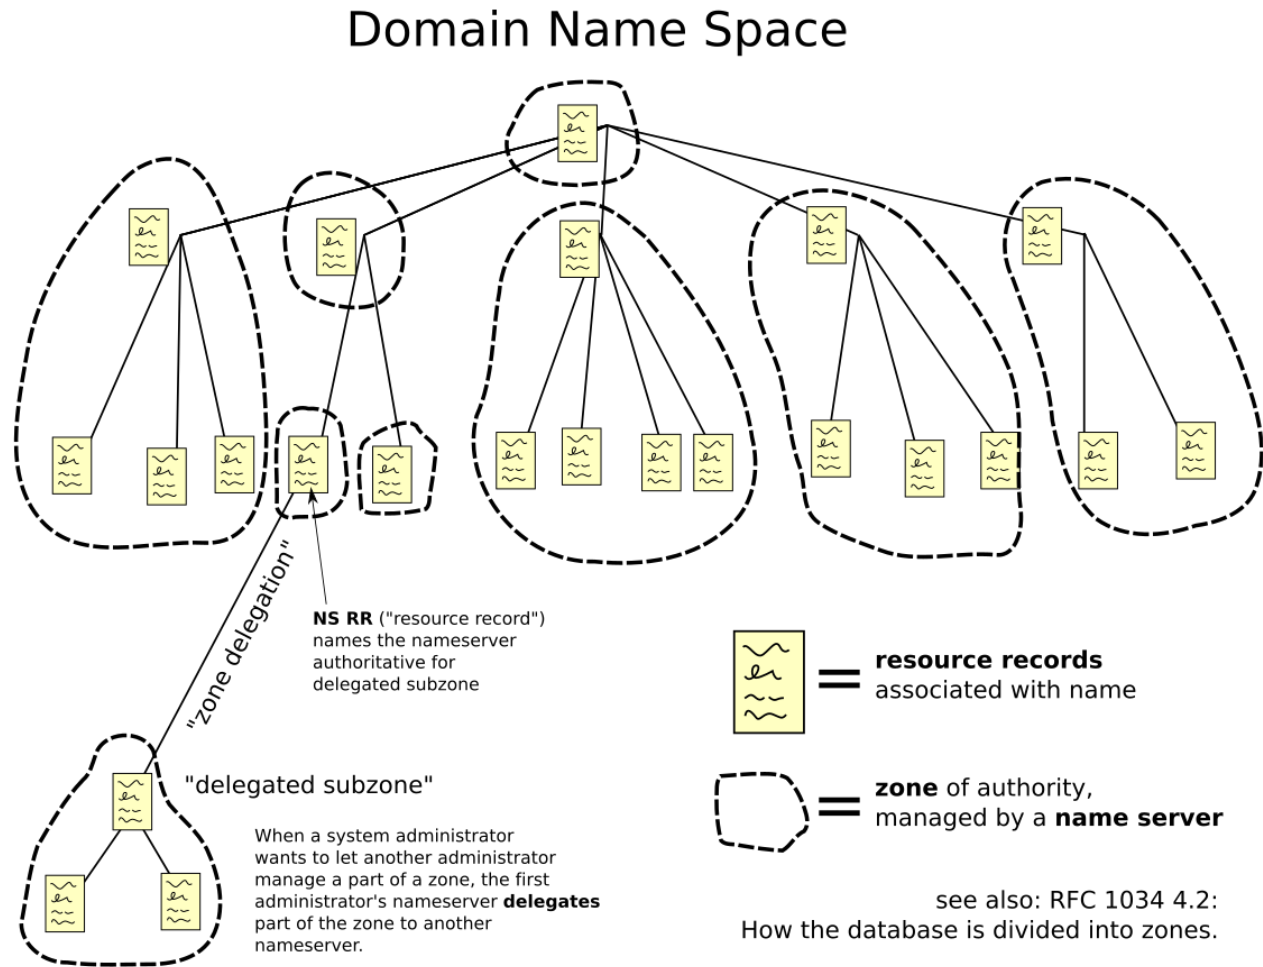 Domain Name Space
"zone delegation"
NS RR ("resource record")
names the nameserver
authoritative for
delegated subzone
"delegated subzone"
When a system administrator
wants to let another administrator
manage a part of a zone, the first
administrator's nameserver delegates
part of the zone to another
nameserver.
resource records
associated with name
zone of authority,
managed by a name server
see also: RFC 1034 4.2:
How the database is divided into zones.